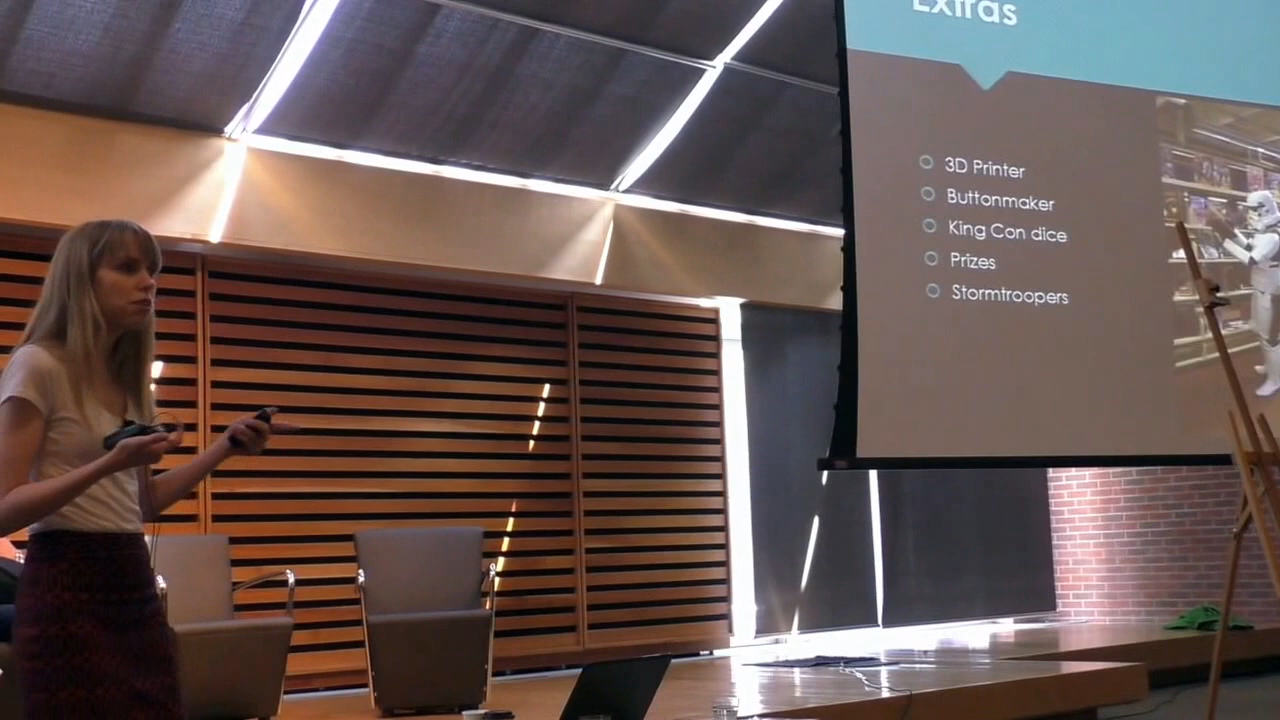 Extras
3D Printer
Buttonmaker
King Con dice
Prizes
Stormtroopers